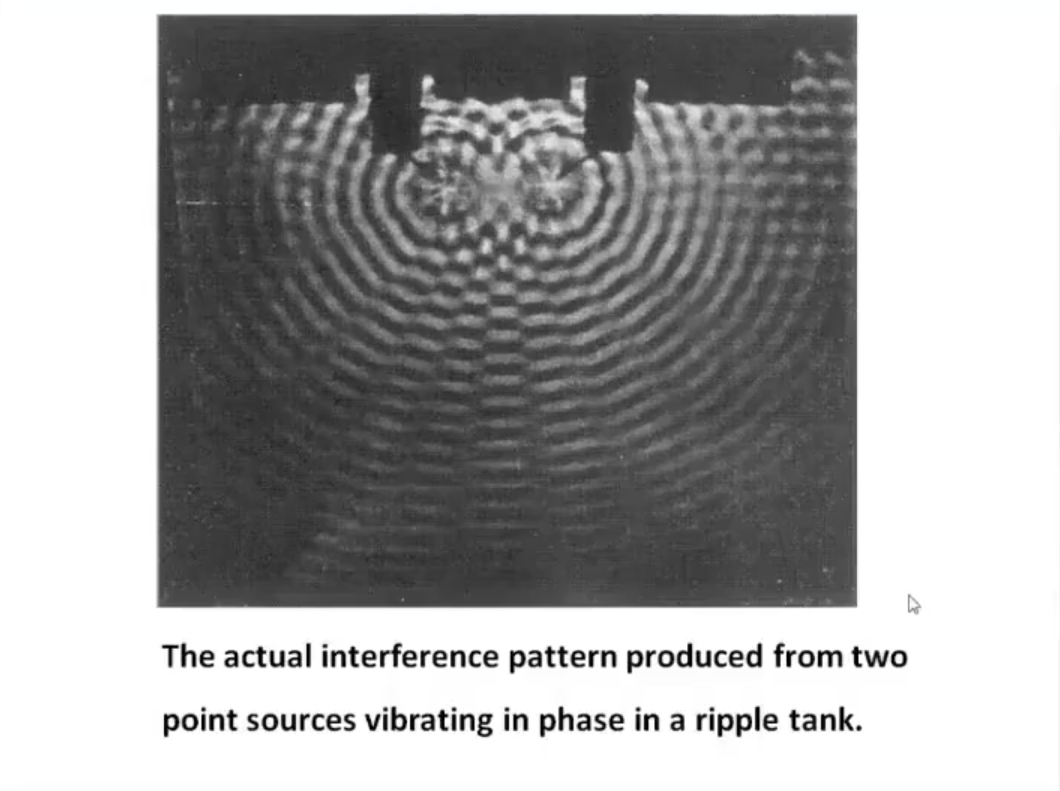 The actual interference pattern produced from two
point sources vibrating in phase in a ripple tank.